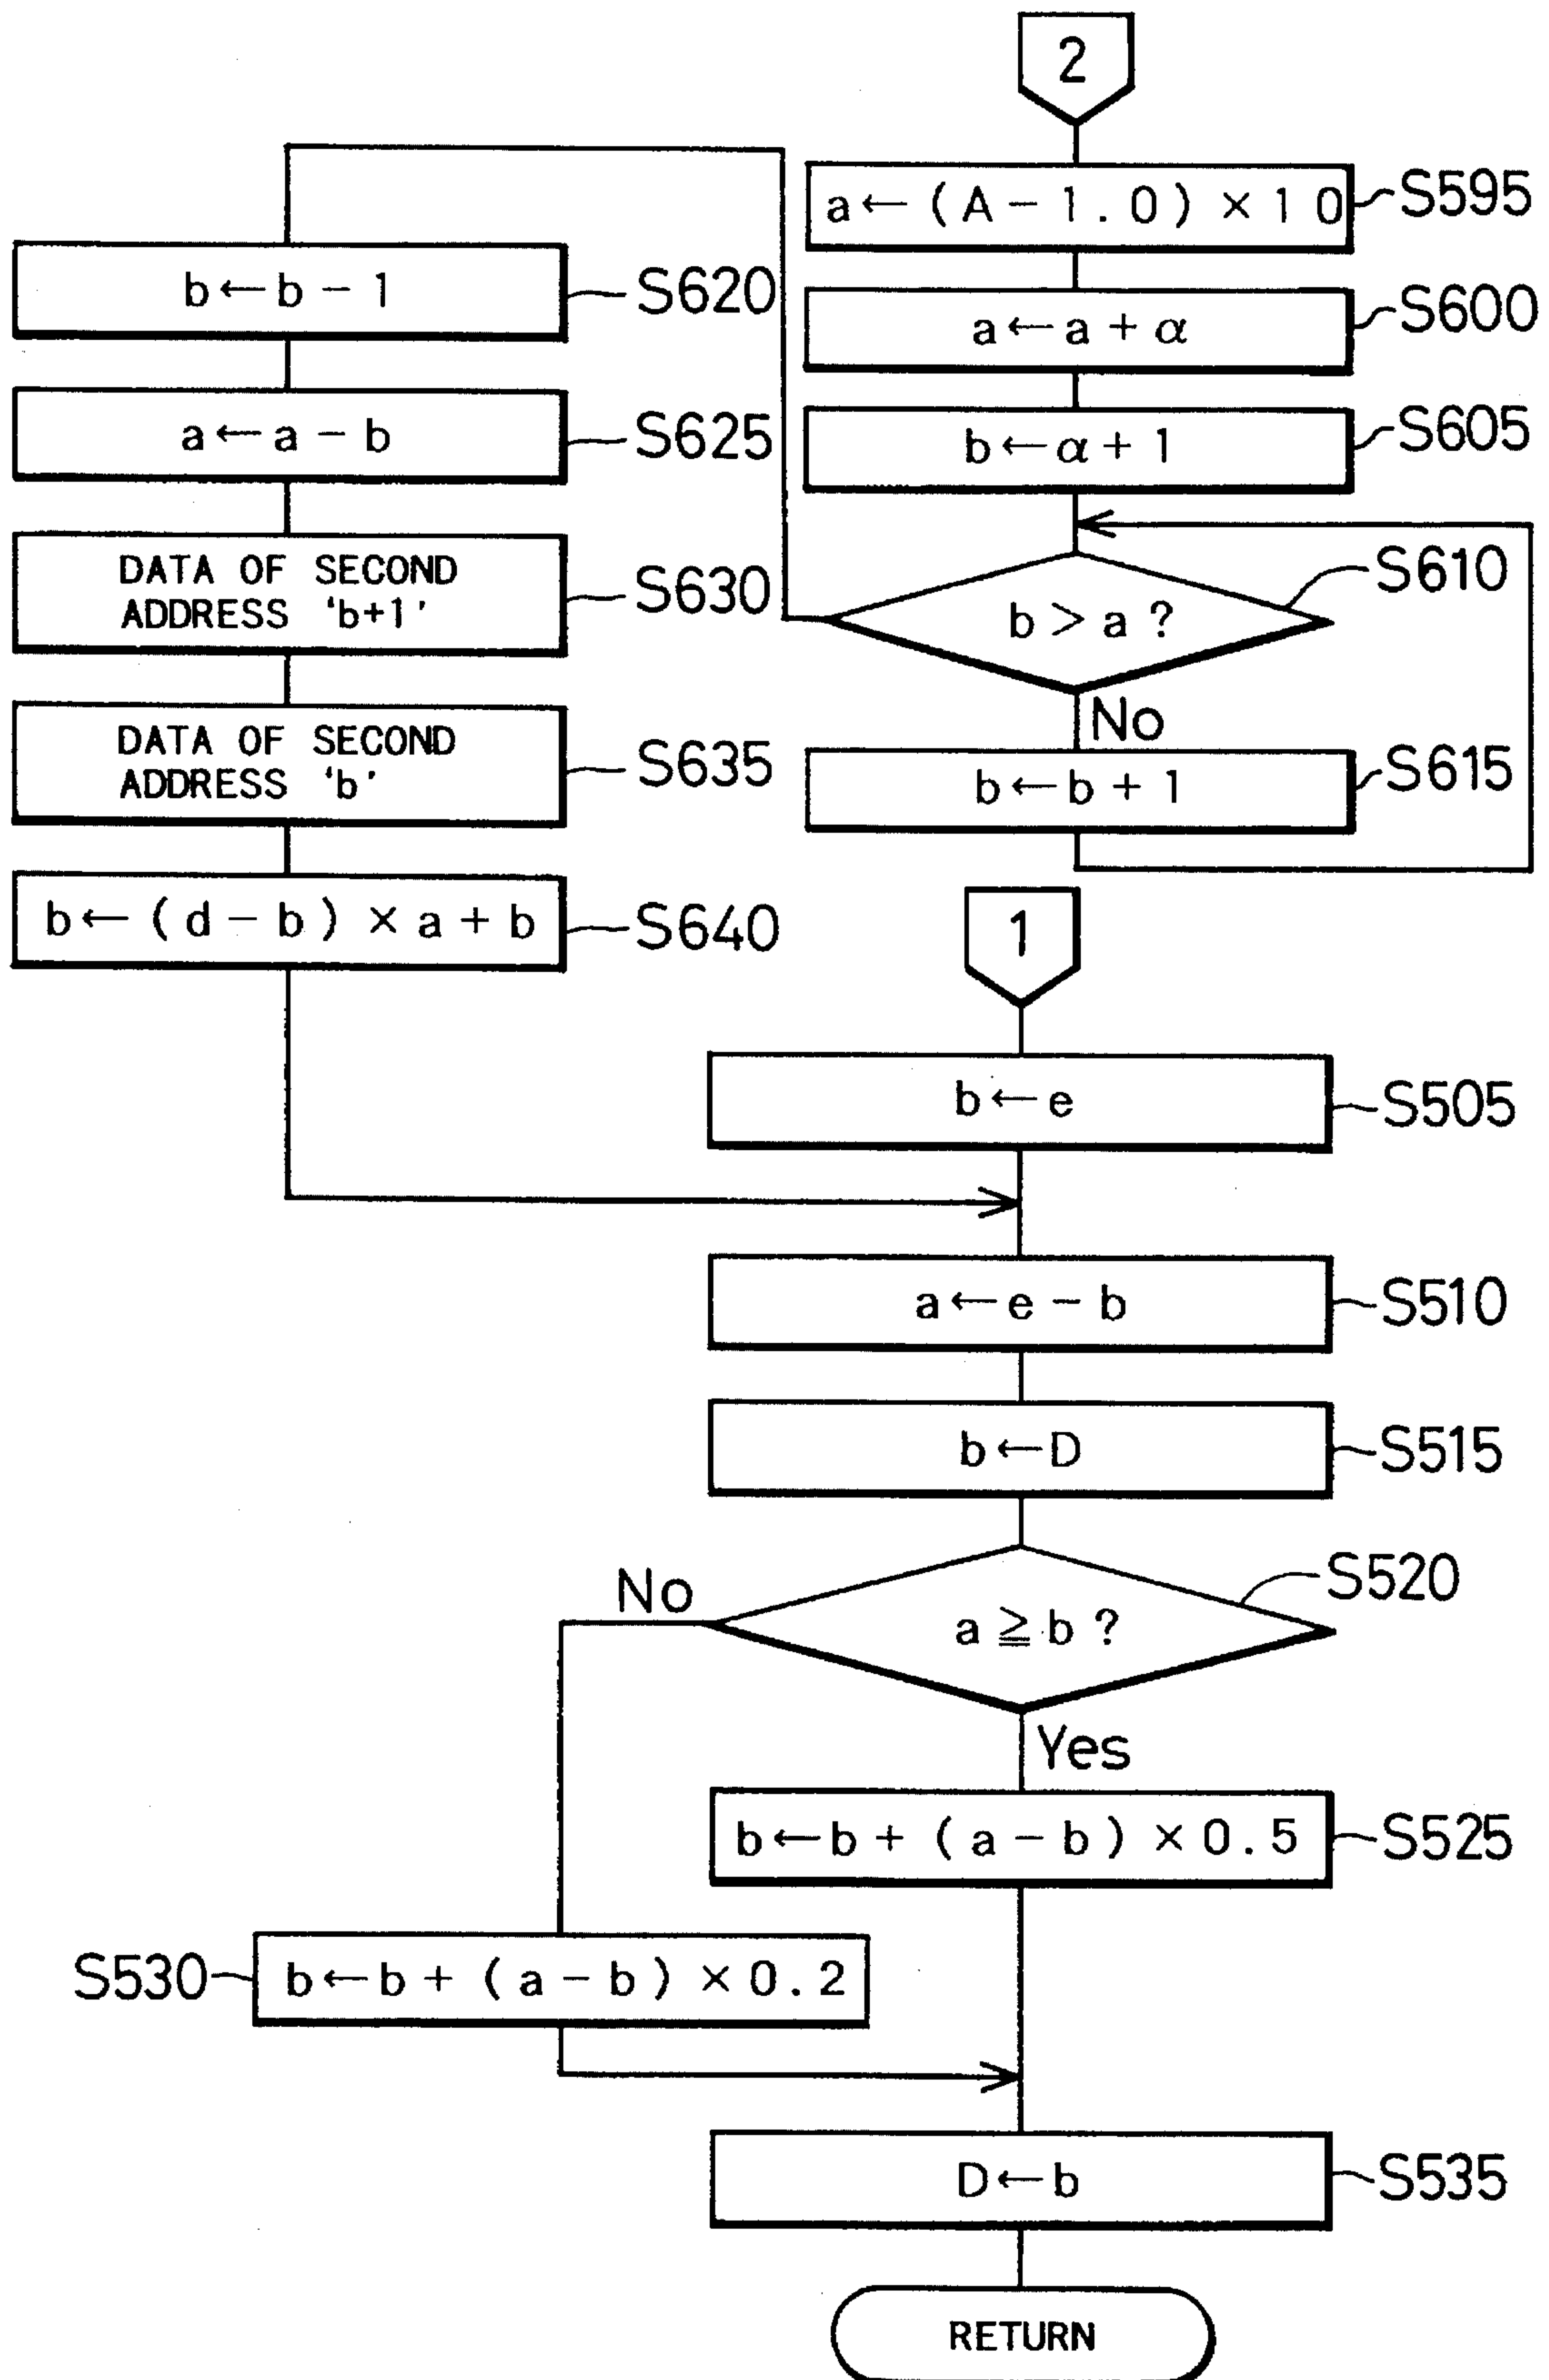 2
a ← ( A − 1 . 0 ) × 1 0
S595
a ← a + α
S600
b ← α + 1
S605
b > a ?
S610
No
b ← b + 1
S615
b ← b − 1
S620
a ← a − b
S625
DATA OF SECOND
ADDRESS 'b+1'
S630
DATA OF SECOND
ADDRESS 'b'
S635
b ← ( d − b ) × a + b
S640
1
b ← e
S505
a ← e − b
S510
b ← D
S515
a ≧ b ?
S520
No
Yes
b ← b + ( a − b ) × 0 . 5
S525
S530
b ← b + ( a − b ) × 0 . 2
D ← b
S535
RETURN